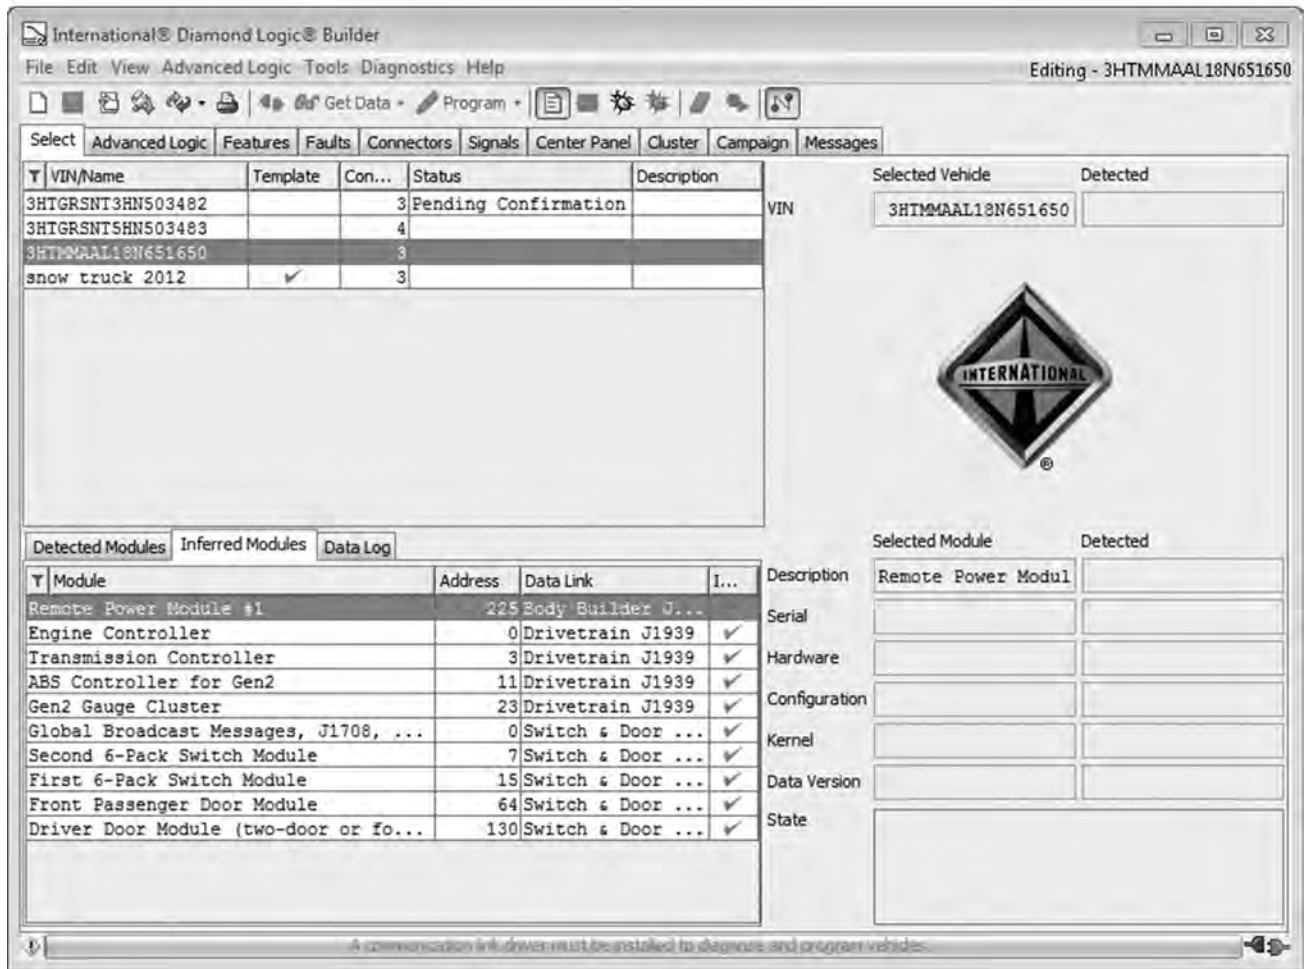 International® Diamond Logic® Builder
File Edit View Advanced Logic Tools Diagnostics Help
Editing - 3HTMMAAL18N651650
Get Data Program
Select Advanced Logic Features Faults Connectors Signals Center Panel Cluster Campaign Messages
VIN/Name Template Con... Status Description
3HTGRSNT3HN503482 3 Pending Confirmation
3HTGRSNT5HN503483 4
3HTMMAAL18N651650 3
snow truck 2012 3
Selected Vehicle Detected
VIN 3HTMMAAL18N651650
INTERNATIONAL
®
Detected Modules Inferred Modules Data Log
Module Address Data Link I...
Remote Power Module #1 225 Body Builder J...
Engine Controller 0 Drivetrain J1939
Transmission Controller 3 Drivetrain J1939
ABS Controller for Gen2 11 Drivetrain J1939
Gen2 Gauge Cluster 23 Drivetrain J1939
Global Broadcast Messages, J1708, ... 0 Switch & Door ...
Second 6-Pack Switch Module 7 Switch & Door ...
First 6-Pack Switch Module 15 Switch & Door ...
Front Passenger Door Module 64 Switch & Door ...
Driver Door Module (two-door or fo... 130 Switch & Door ...
Selected Module Detected
Description Remote Power Modul
Serial
Hardware
Configuration
Kernel
Data Version
State
A communication link driver must be installed to diagnose and program vehicles.